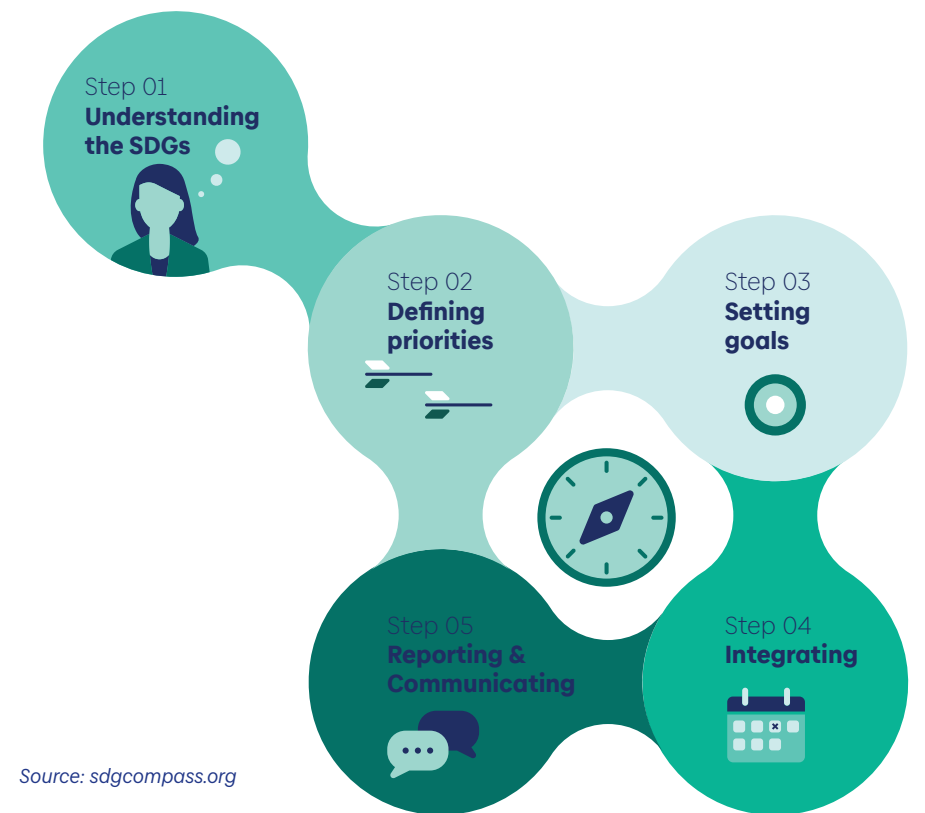 Step 01
Understanding
the SDGs
Step 02
Defining
priorities
Step 03
Setting
goals
Step 04
Integrating
Step 05
Reporting &
Communicating
Source: sdgcompass.org